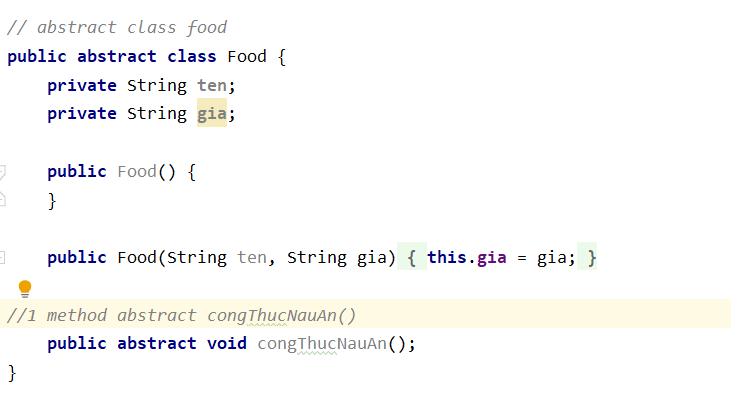 // abstract class food
public abstract class Food {
    private String ten;
    private String gia;
    public Food() {
    }
    public Food(String ten, String gia) { this.gia = gia; }
//1 method abstract congThucNauAn()
    public abstract void congThucNauAn();
}